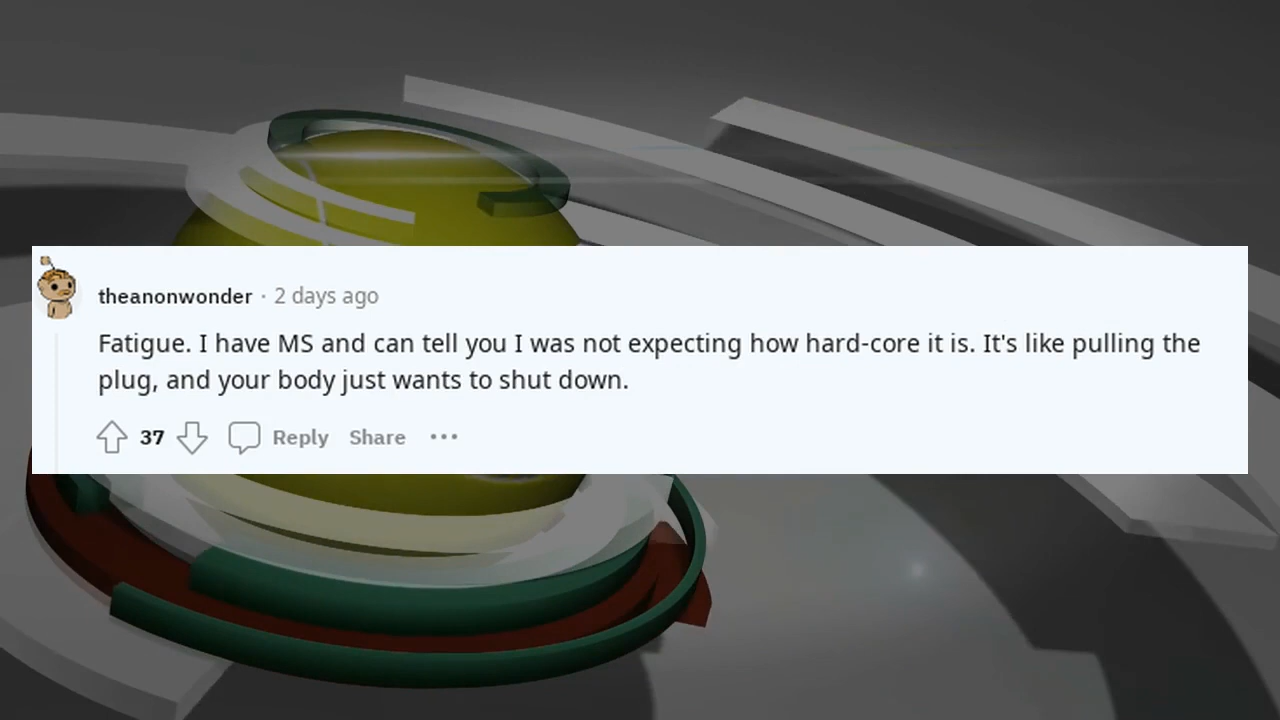 theanonwonder · 2 days ago
Fatigue. I have MS and can tell you I was not expecting how hard-core it is. It's like pulling the
plug, and your body just wants to shut down.
37 Reply Share •••